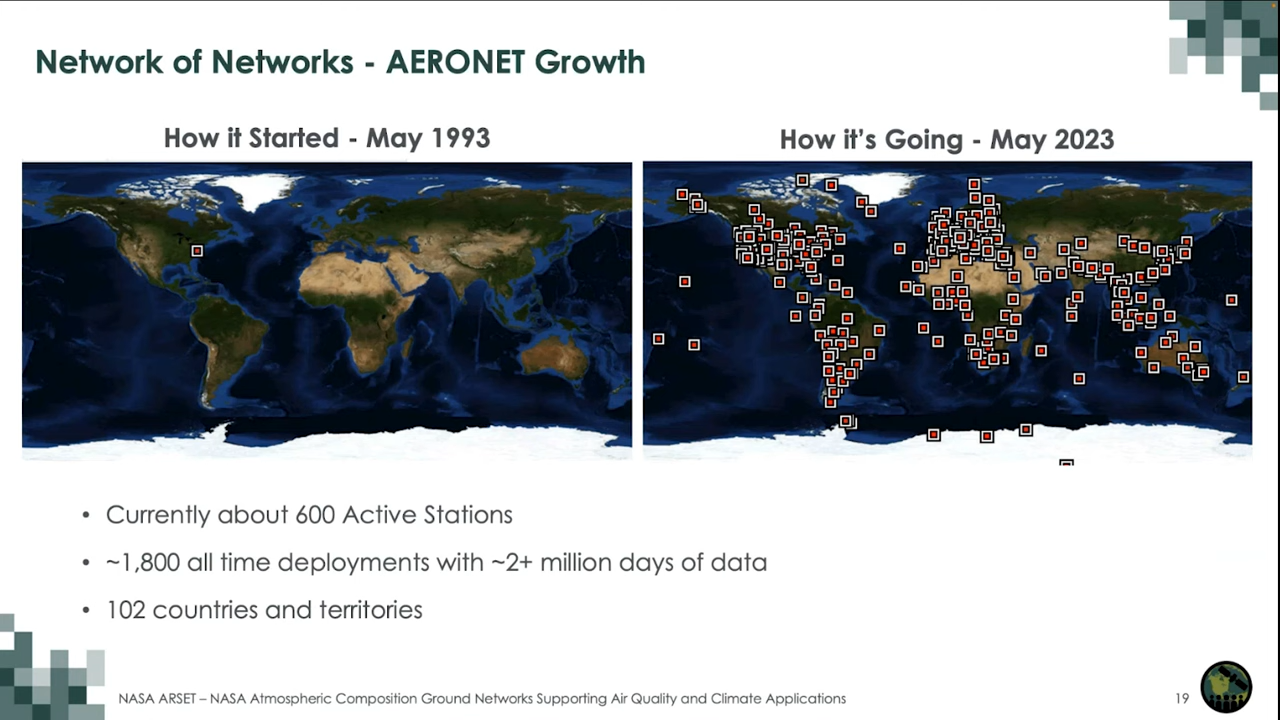 Network of Networks - AERONET Growth
How it Started - May 1993
How it's Going - May 2023
• Currently about 600 Active Stations
• ~1,800 all time deployments with ~2+ million days of data
• 102 countries and territories
NASA ARSET – NASA Atmospheric Composition Ground Networks Supporting Air Quality and Climate Applications
19